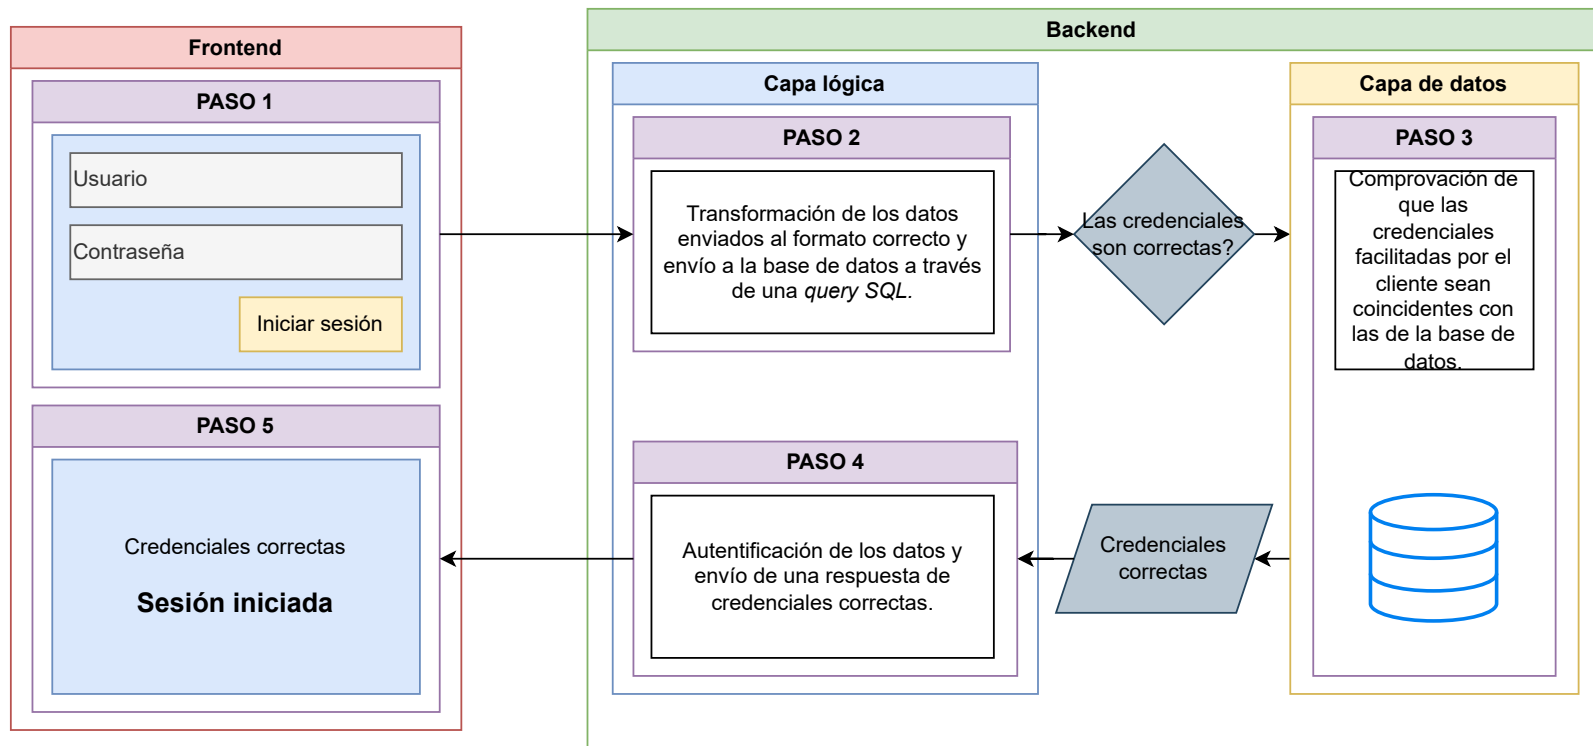 Frontend
PASO 1
Usuario
Contraseña
Iniciar sesión
PASO 5
Credenciales correctas
Sesión iniciada
Backend
Capa lógica
PASO 2
Transformación de los datos
enviados al formato correcto y
envío a la base de datos a través
de una query SQL.
Las credenciales
son correctas?
PASO 4
Autentificación de los datos y
envío de una respuesta de
credenciales correctas.
Credenciales
correctas
Capa de datos
PASO 3
Comprovación de
que las
credenciales
facilitadas por el
cliente sean
coincidentes con
las de la base de
datos.